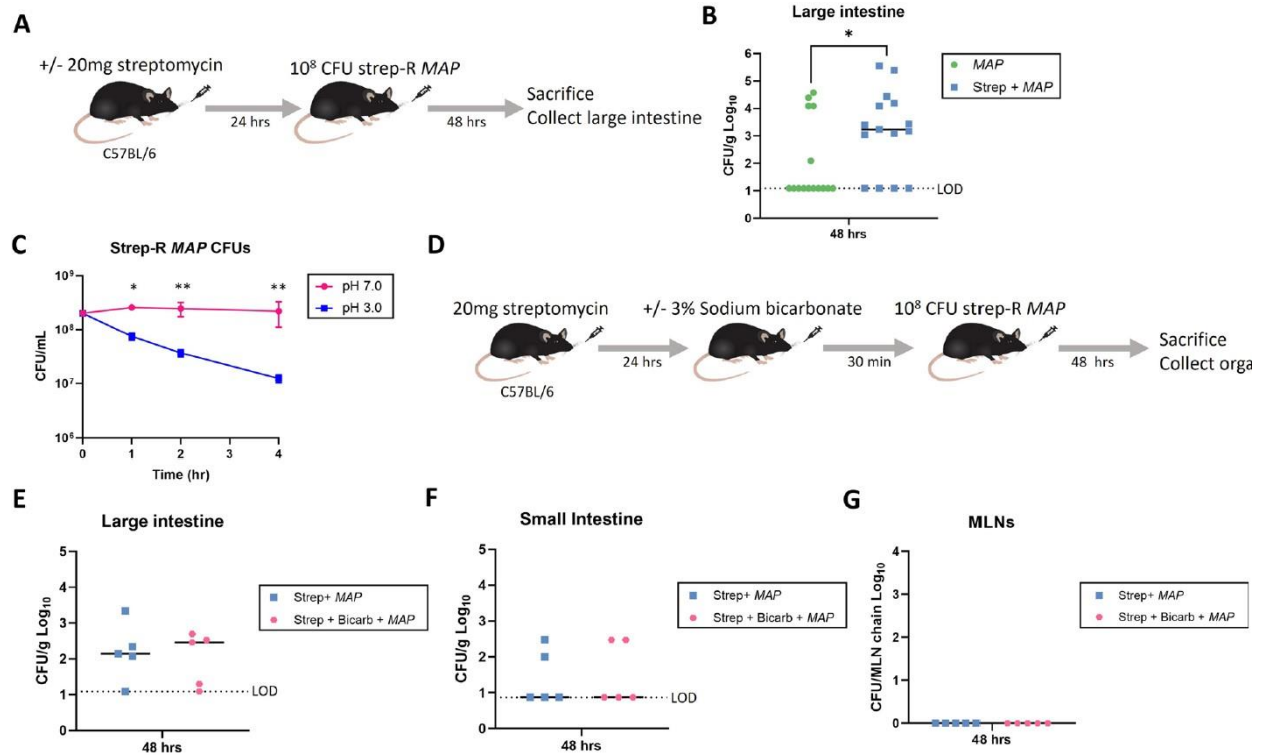 A
+/- 20mg streptomycin
10⁸ CFU strep-R MAP
24 hrs
48 hrs
Sacrifice
Collect large intestine
C57BL/6
B
Large intestine
*
CFU/g Log₁₀
6
5
4
3
2
1
0
LOD
48 hrs
MAP
Strep + MAP
C
Strep-R MAP CFUs
CFU/mL
10⁹
10⁸
10⁷
10⁶
* ** **
0 1 2 3 4
Time (hr)
pH 7.0
pH 3.0
D
20mg streptomycin
+/- 3% Sodium bicarbonate
10⁸ CFU strep-R MAP
24 hrs
30 min
48 hrs
Sacrifice
Collect orga
C57BL/6
E
Large intestine
CFU/g Log₁₀
5
4
3
2
1
0
LOD
48 hrs
Strep+ MAP
Strep + Bicarb + MAP
F
Small Intestine
CFU/g Log₁₀
5
4
3
2
1
0
LOD
48 hrs
Strep+ MAP
Strep + Bicarb + MAP
G
MLNs
CFU/MLN chain Log₁₀
4
3
2
1
0
48 hrs
Strep+ MAP
Strep + Bicarb + MAP